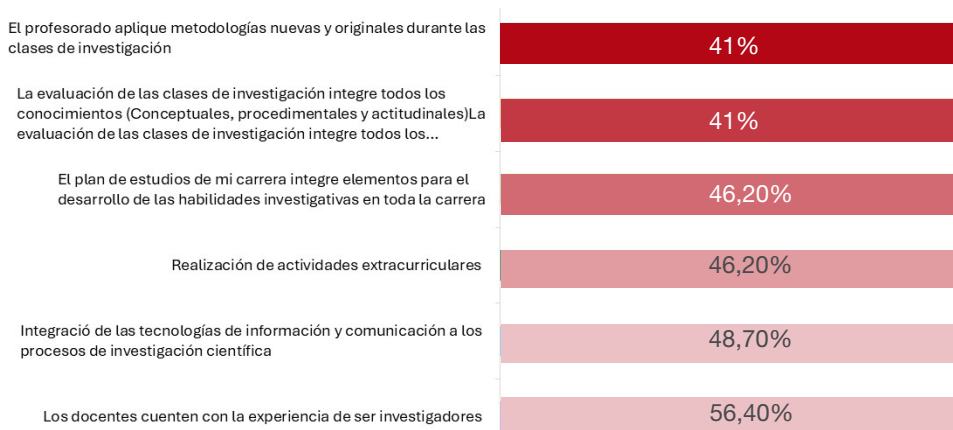 El profesorado aplique metodologías nuevas y originales durante las
clases de investigación
41%
La evaluación de las clases de investigación integre todos los
conocimientos (Conceptuales, procedimentales y actitudinales)La
evaluación de las clases de investigación integre todos los...
41%
El plan de estudios de mi carrera integre elementos para el
desarrollo de las habilidades investigativas en toda la carrera
46,20%
Realización de actividades extracurriculares
46,20%
Integració de las tecnologías de información y comunicación a los
procesos de investigación científica
48,70%
Los docentes cuenten con la experiencia de ser investigadores
56,40%